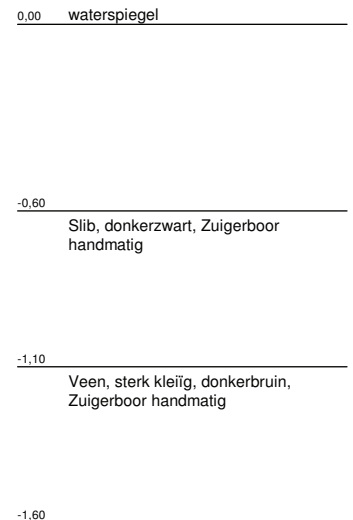 0,00 waterspiegel
-0,60
Slib, donkerzwart, Zuigerboor
handmatig
-1,10
Veen, sterk kleiïg, donkerbruin,
Zuigerboor handmatig
-1,60